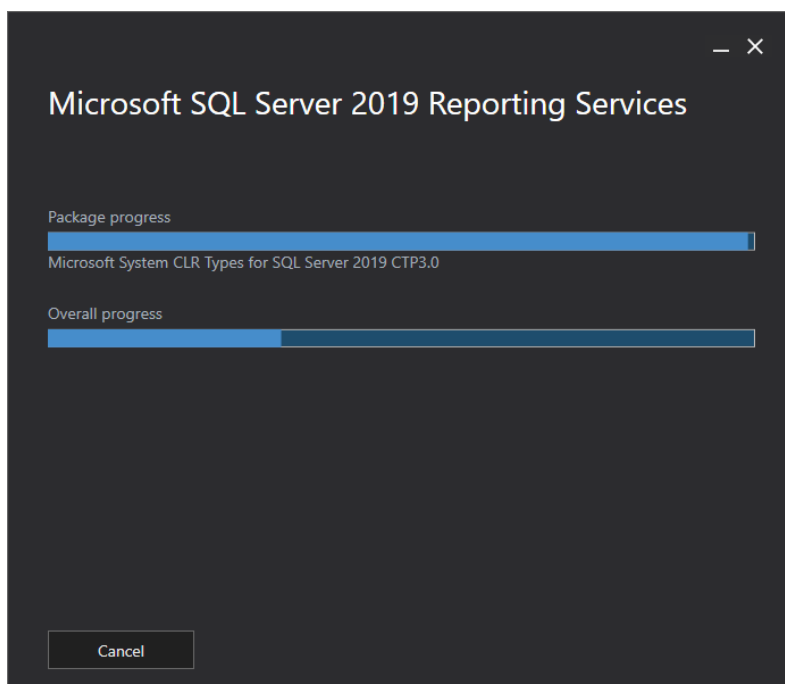 Microsoft SQL Server 2019 Reporting Services
Package progress
Microsoft System CLR Types for SQL Server 2019 CTP3.0
Overall progress
Cancel